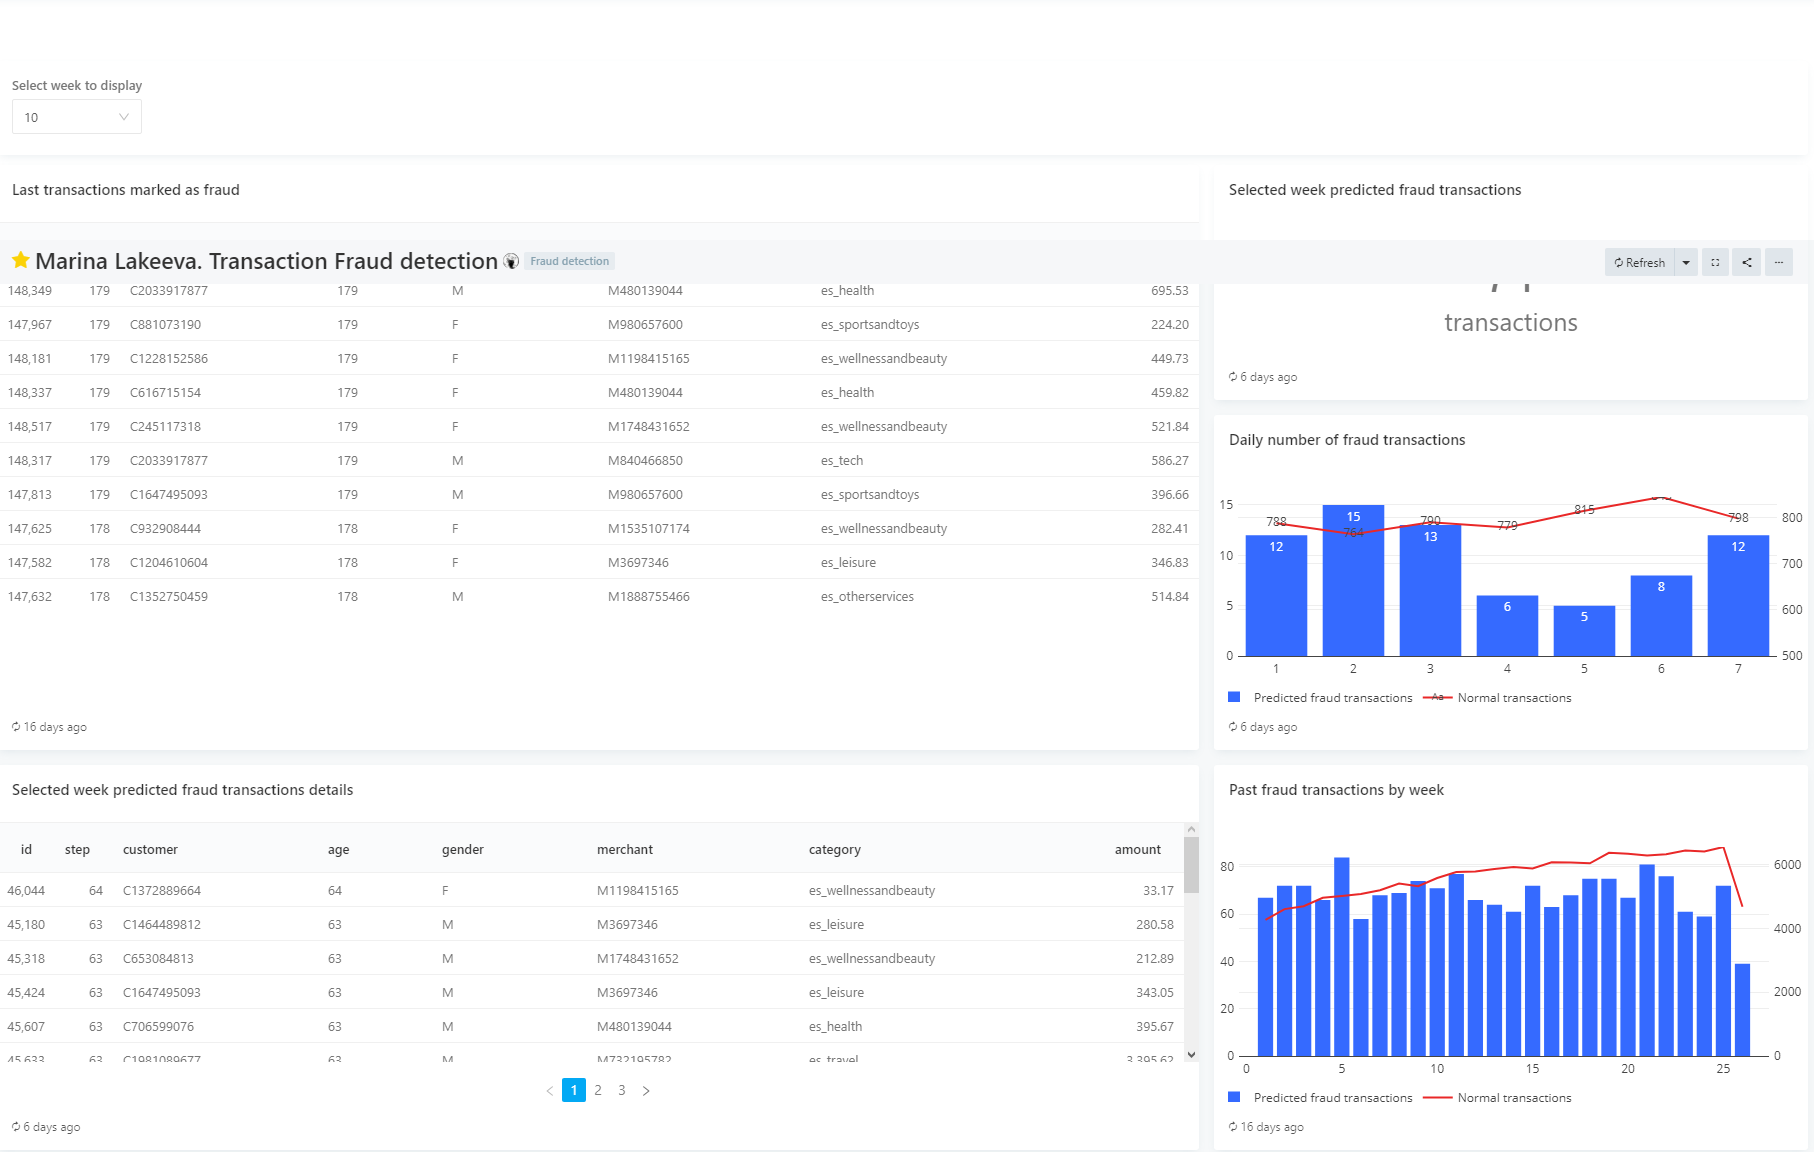 Select week to display
10
Last transactions marked as fraud
Selected week predicted fraud transactions
Marina Lakeeva. Transaction Fraud detection Fraud detection Refresh
148,349 179 C2033917877 179 M M480139044 es_health 695.53
147,967 179 C881073190 179 F M980657600 es_sportsandtoys 224.20
148,181 179 C1228152586 179 F M1198415165 es_wellnessandbeauty 449.73
148,337 179 C616715154 179 F M480139044 es_health 459.82
148,517 179 C245117318 179 F M1748431652 es_wellnessandbeauty 521.84
148,317 179 C2033917877 179 M M840466850 es_tech 586.27
147,813 179 C1647495093 179 M M980657600 es_sportsandtoys 396.66
147,625 178 C932908444 178 F M1535107174 es_wellnessandbeauty 282.41
147,582 178 C1204610604 178 F M3697346 es_leisure 346.83
147,632 178 C1352750459 178 M M1888755466 es_otherservices 514.84
16 days ago
transactions
6 days ago
Daily number of fraud transactions
15
10
5
0
800
700
600
500
788 764 790 779 815 798
12 15 13 6 5 8 12
1 2 3 4 5 6 7
Predicted fraud transactions Aa Normal transactions
6 days ago
Selected week predicted fraud transactions details
id step customer age gender merchant category amount
46,044 64 C1372889664 64 F M1198415165 es_wellnessandbeauty 33.17
45,180 63 C1464489812 63 M M3697346 es_leisure 280.58
45,318 63 C653084813 63 M M1748431652 es_wellnessandbeauty 212.89
45,424 63 C1647495093 63 M M3697346 es_leisure 343.05
45,607 63 C706599076 63 M M480139044 es_health 395.67
45,633 63 C1981089677 63 M M732195782 es_travel 3,395.62
< 1 2 3 >
6 days ago
Past fraud transactions by week
80
60
40
20
0
6000
4000
2000
0
0 5 10 15 20 25
Predicted fraud transactions Normal transactions
16 days ago